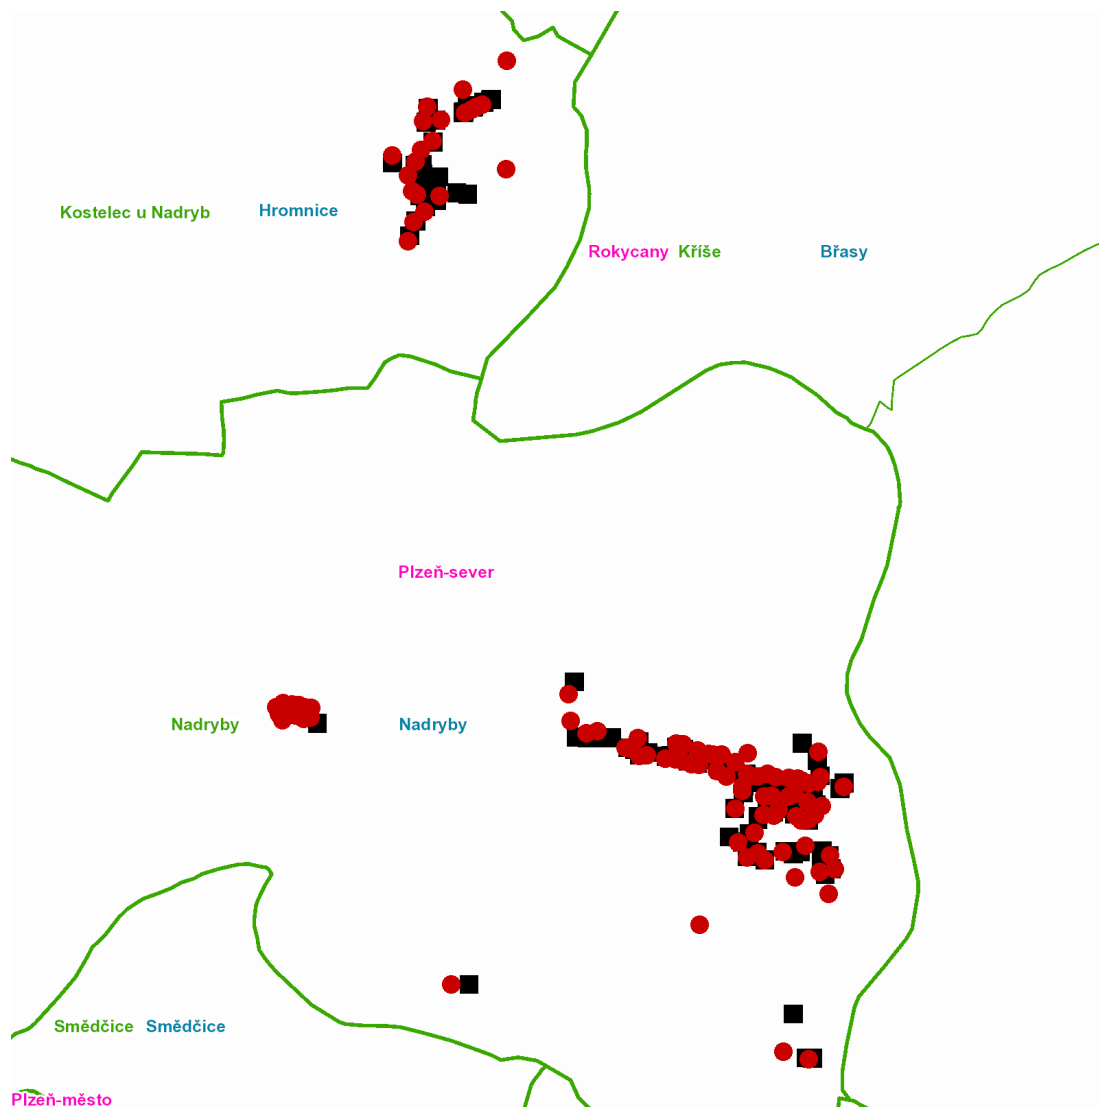 Kostelec u Nadryb Hromnice
Rokycany Kříše Břasy
Plzeň-sever
Nadryby Nadryby
Smědčice Smědčice
Plzeň-město